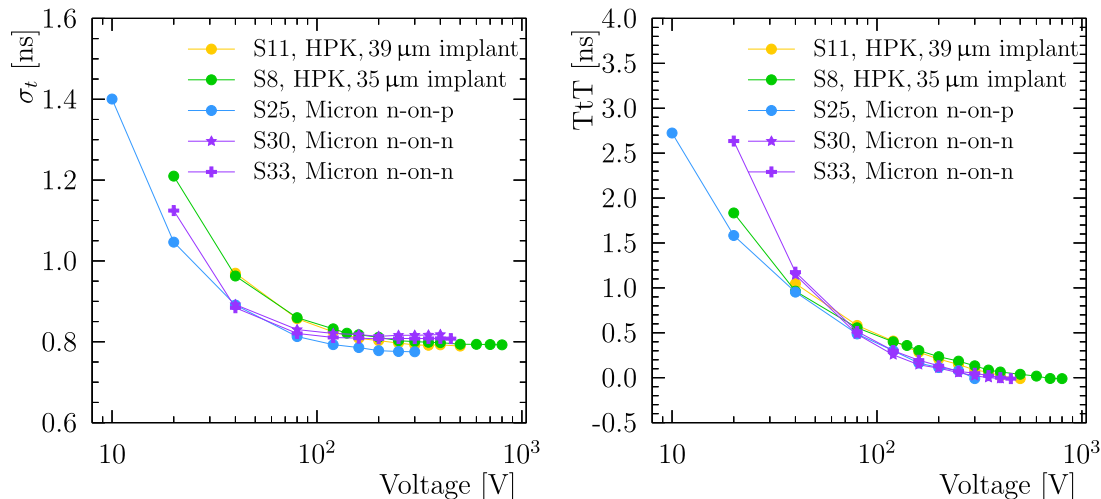 σt [ns]
1.6
1.4
1.2
1.0
0.8
0.6
S11, HPK, 39 μm implant
S8, HPK, 35 μm implant
S25, Micron n-on-p
S30, Micron n-on-n
S33, Micron n-on-n
10
10²
10³
Voltage [V]
TtT [ns]
4.0
3.5
3.0
2.5
2.0
1.5
1.0
0.5
0.0
-0.5
S11, HPK, 39 μm implant
S8, HPK, 35 μm implant
S25, Micron n-on-p
S30, Micron n-on-n
S33, Micron n-on-n
10
10²
10³
Voltage [V]